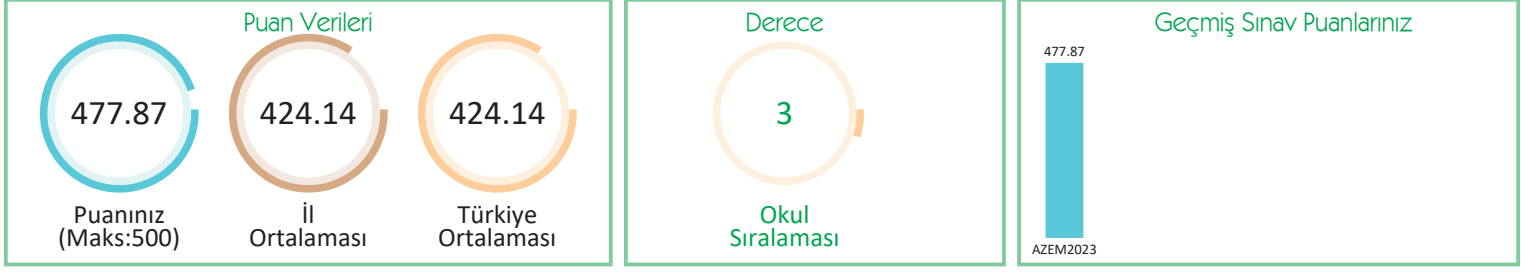 Puan Verileri
477.87
424.14
424.14
Puanınız
(Maks:500)
İl
Ortalaması
Türkiye
Ortalaması
Derece
3
Okul
Sıralaması
Geçmiş Sınav Puanlarınız
477.87
AZEM2023